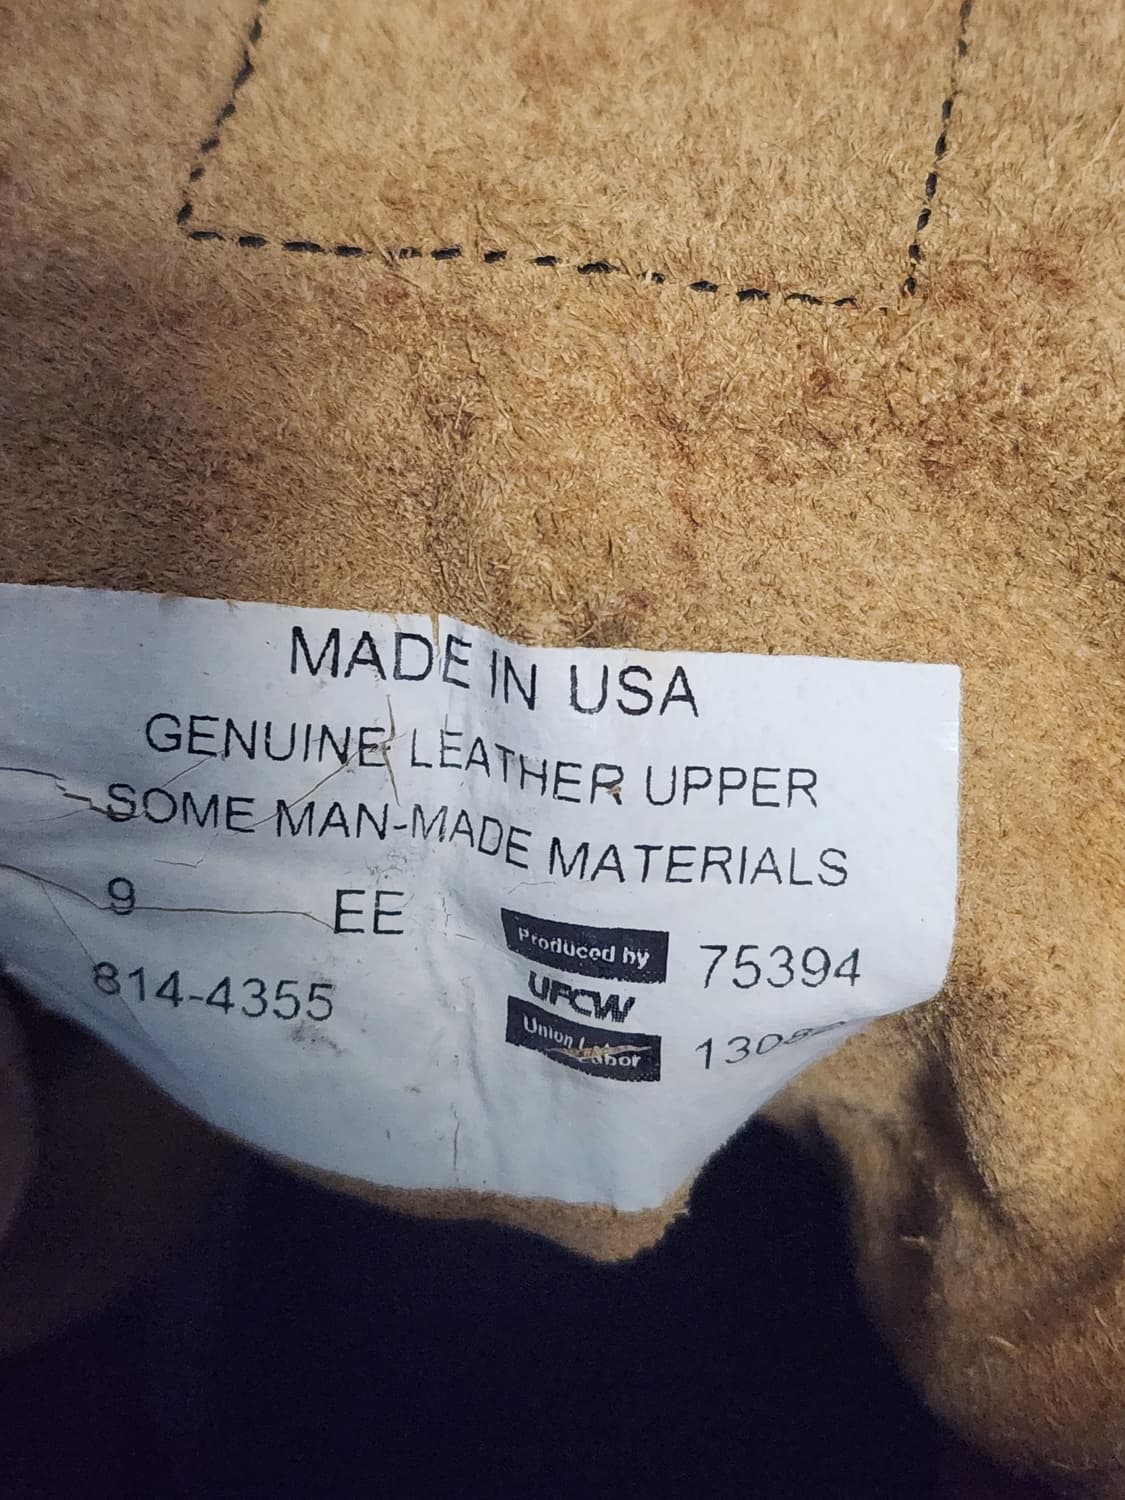 MADE IN USA
GENUINE LEATHER UPPER
SOME MAN-MADE MATERIALS
9 EE
Produced by
UFCW
Union Labor
75394
814-4355